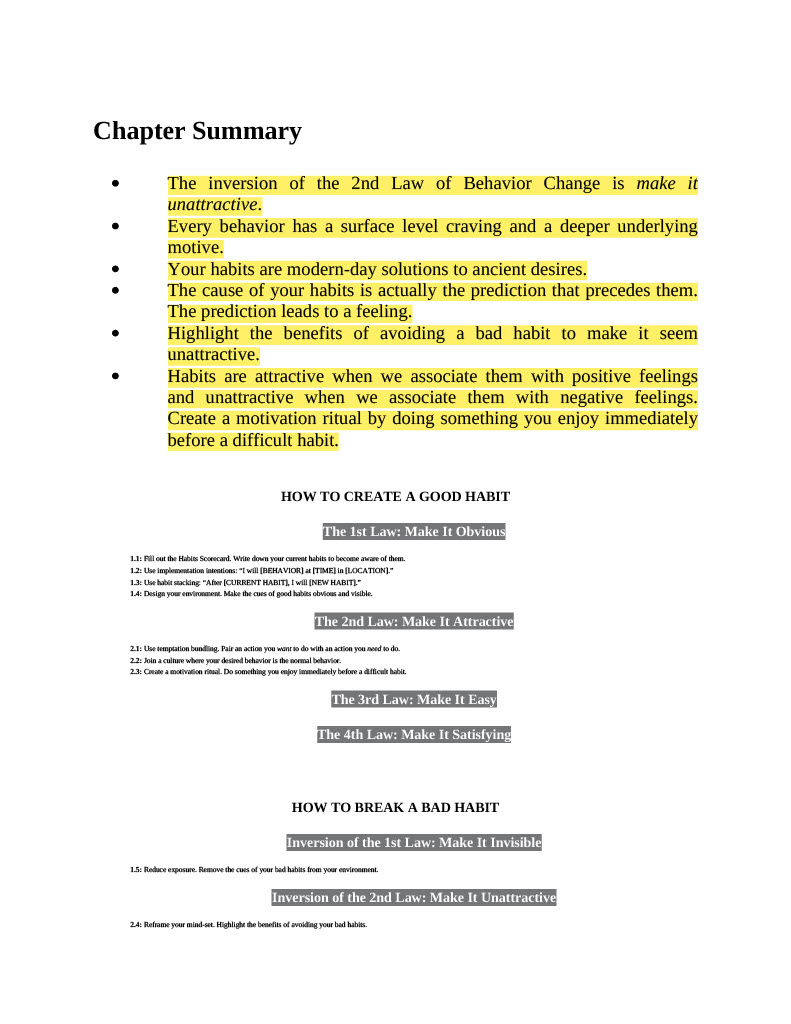 Chapter Summary
• The inversion of the 2nd Law of Behavior Change is make it
unattractive.
• Every behavior has a surface level craving and a deeper underlying
motive.
• Your habits are modern-day solutions to ancient desires.
• The cause of your habits is actually the prediction that precedes them.
The prediction leads to a feeling.
• Highlight the benefits of avoiding a bad habit to make it seem
unattractive.
• Habits are attractive when we associate them with positive feelings
and unattractive when we associate them with negative feelings.
Create a motivation ritual by doing something you enjoy immediately
before a difficult habit.
HOW TO CREATE A GOOD HABIT
The 1st Law: Make It Obvious
1.1: Fill out the Habits Scorecard. Write down your current habits to become aware of them.
1.2: Use implementation intentions: “I will [BEHAVIOR] at [TIME] in [LOCATION].”
1.3: Use habit stacking: “After [CURRENT HABIT], I will [NEW HABIT].”
1.4: Design your environment. Make the cues of good habits obvious and visible.
The 2nd Law: Make It Attractive
2.1: Use temptation bundling. Pair an action you want to do with an action you need to do.
2.2: Join a culture where your desired behavior is the normal behavior.
2.3: Create a motivation ritual. Do something you enjoy immediately before a difficult habit.
The 3rd Law: Make It Easy
The 4th Law: Make It Satisfying
HOW TO BREAK A BAD HABIT
Inversion of the 1st Law: Make It Invisible
1.5: Reduce exposure. Remove the cues of your bad habits from your environment.
Inversion of the 2nd Law: Make It Unattractive
2.4: Reframe your mind-set. Highlight the benefits of avoiding your bad habits.